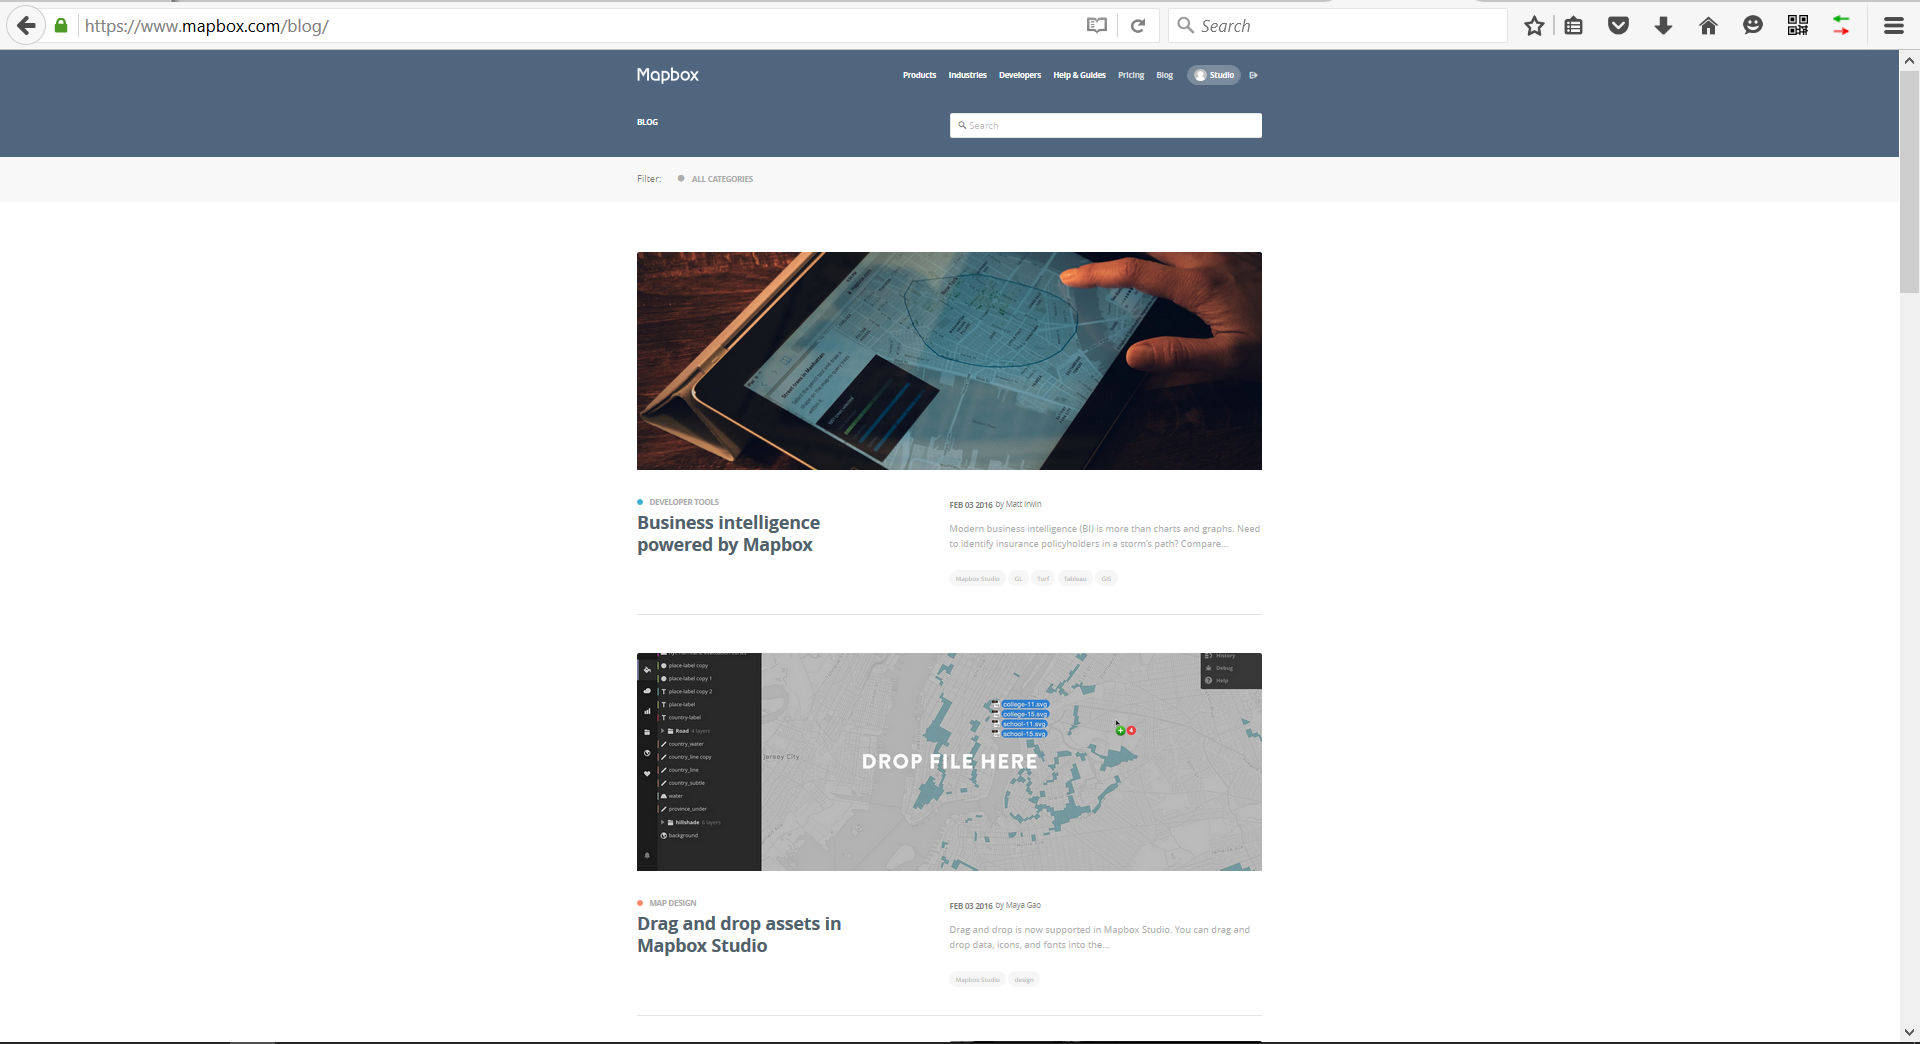 https://www.mapbox.com/blog/
Search
Mapbox
Products Industries Developers Help & Guides Pricing Blog Studio
BLOG
Search
Filter: ALL CATEGORIES
Street trees in Manhattan
DEVELOPER TOOLS
Business intelligence
powered by Mapbox
FEB 03 2016 by Matt Irwin
Modern business intelligence (BI) is more than charts and graphs. Need
to identify insurance policyholders in a storm's path? Compare...
Mapbox Studio GL Turf Tableau GIS
place-label copy
place-label copy 1
place-label copy 2
place-label
country-label
Road 4 layers
country_water
country_line copy
country_line
country_subtle
water
province_under
hillshade 6 layers
background
Jersey City
college-11.svg
college-15.svg
school-11.svg
school-15.svg
4
DROP FILE HERE
History
Debug
Help
MAP DESIGN
Drag and drop assets in
Mapbox Studio
FEB 03 2016 by Maya Gao
Drag and drop is now supported in Mapbox Studio. You can drag and
drop data, icons, and fonts into the...
Mapbox Studio design